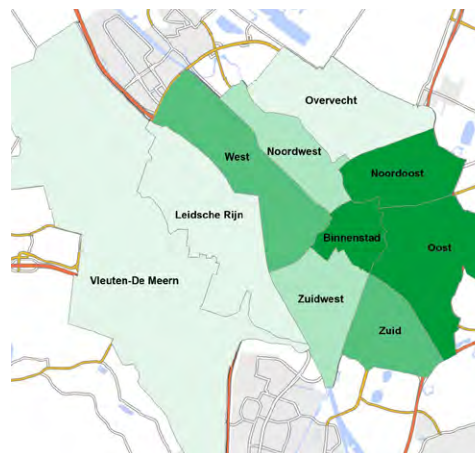 Overvecht
Noordwest
West
Noordoost
Leidsche Rijn
Binnenstad
Oost
Vleuten-De Meern
Zuidwest
Zuid